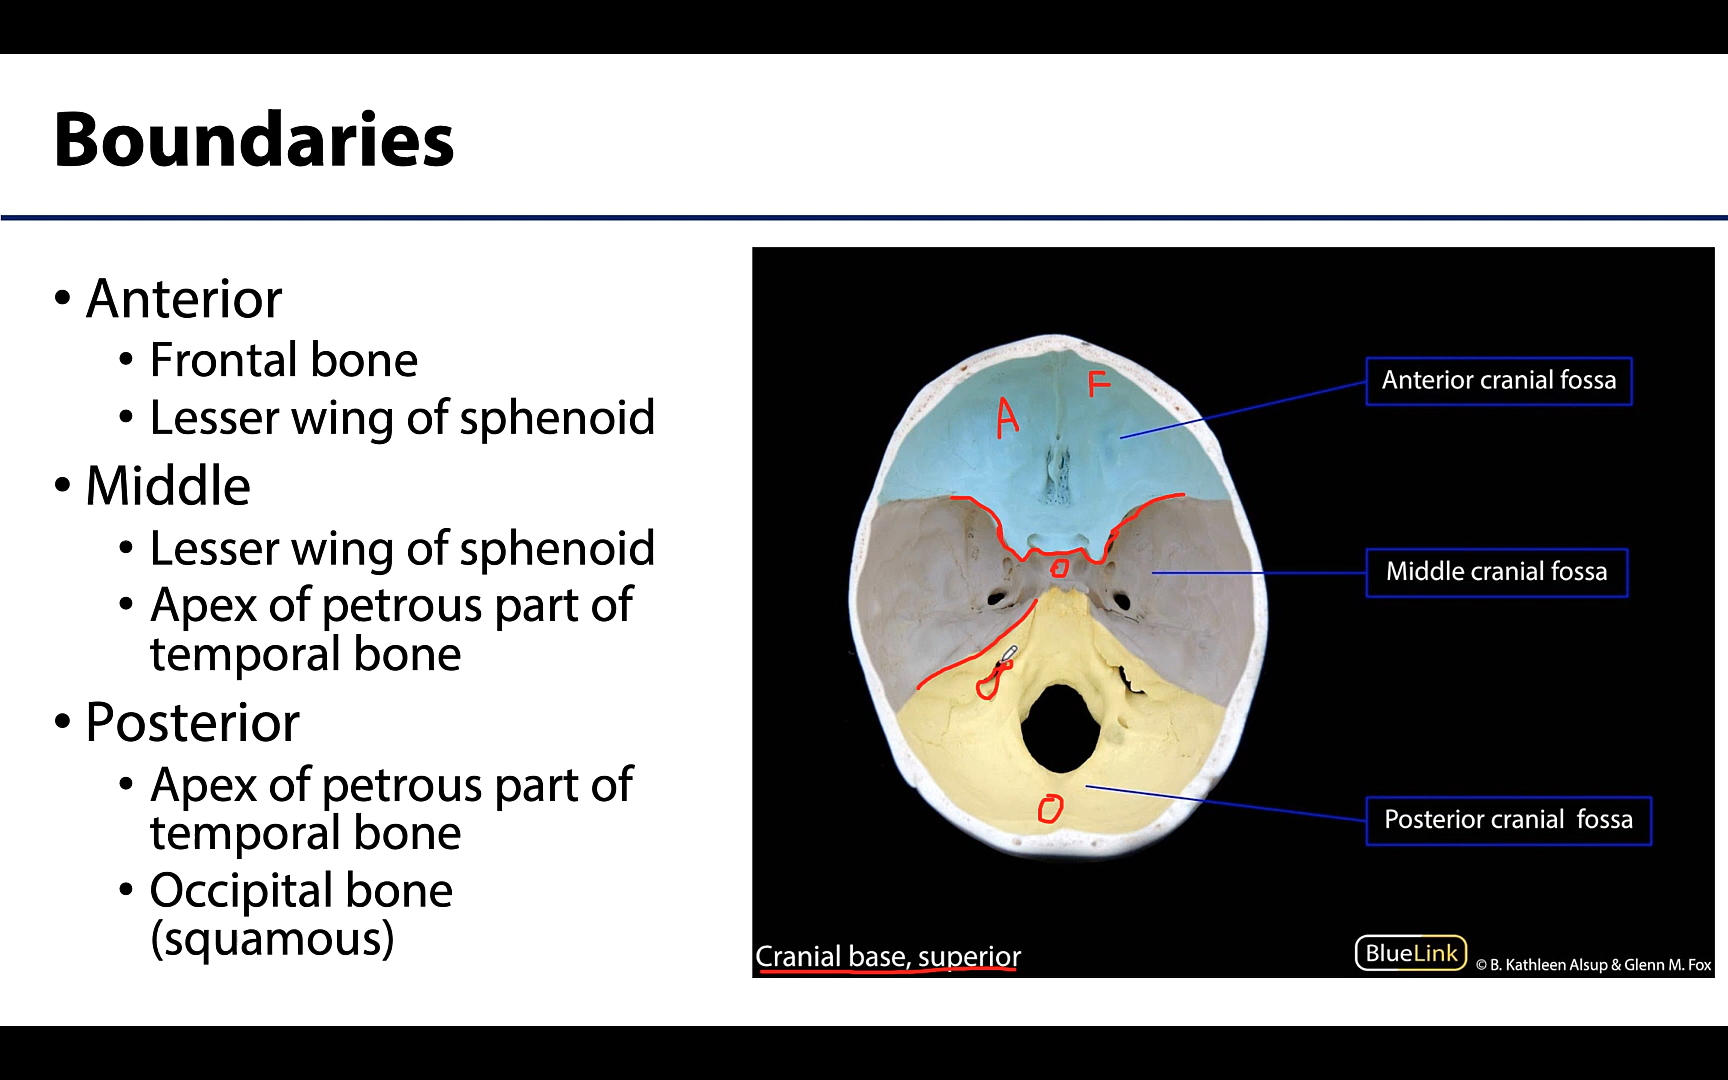 Boundaries
• Anterior
• Frontal bone
• Lesser wing of sphenoid
• Middle
• Lesser wing of sphenoid
• Apex of petrous part of
temporal bone
• Posterior
• Apex of petrous part of
temporal bone
• Occipital bone
(squamous)
F
A
Anterior cranial fossa
Middle cranial fossa
Posterior cranial fossa
O
Cranial base, superior
BlueLink
© B. Kathleen Alsup & Glenn M. Fox